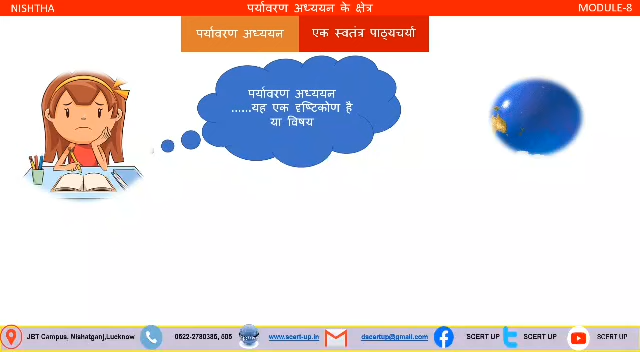 NISHTHA
पर्यावरण अध्ययन के क्षेत्र
MODULE-8
पर्यावरण अध्ययन
एक स्वतंत्र पाठ्यचर्या
पर्यावरण अध्ययन
......यह एक दृष्टिकोण है
या विषय
JBT Campus, Nishatganj,Lucknow
0522-2780385, 505
www.scert-up.in
dscertup@gmail.com
SCERT UP
SCERT UP
SCERT UP